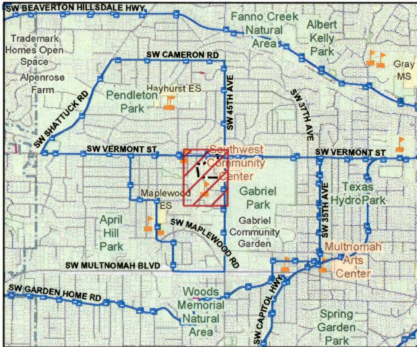 SW BEAVERTON HILLSDALE HWY
Fanno Creek
Natural
Area
Albert
Kelly
Park
Trademark
Homes Open
Space
Alpenrose
Farm
SW CAMERON RD
Gray
MS
Hayhurst ES
Pendleton
Park
SW SHATTUCK RD
SW 45TH AVE
SW 37TH AVE
SW VERMONT ST
Southwest
Community
Center
SW VERMONT ST
Maplewood
ES
Gabriel
Park
Texas
HydroPark
SW 35TH AVE
April
Hill
Park
SW MAPLEWOOD RD
Gabriel
Community
Garden
SW MULTNOMAH BLVD
Multnomah
Arts
Center
SW GARDEN HOME RD
Woods
Memorial
Natural
Area
SW CAPITOL HWY
Spring
Garden
Park